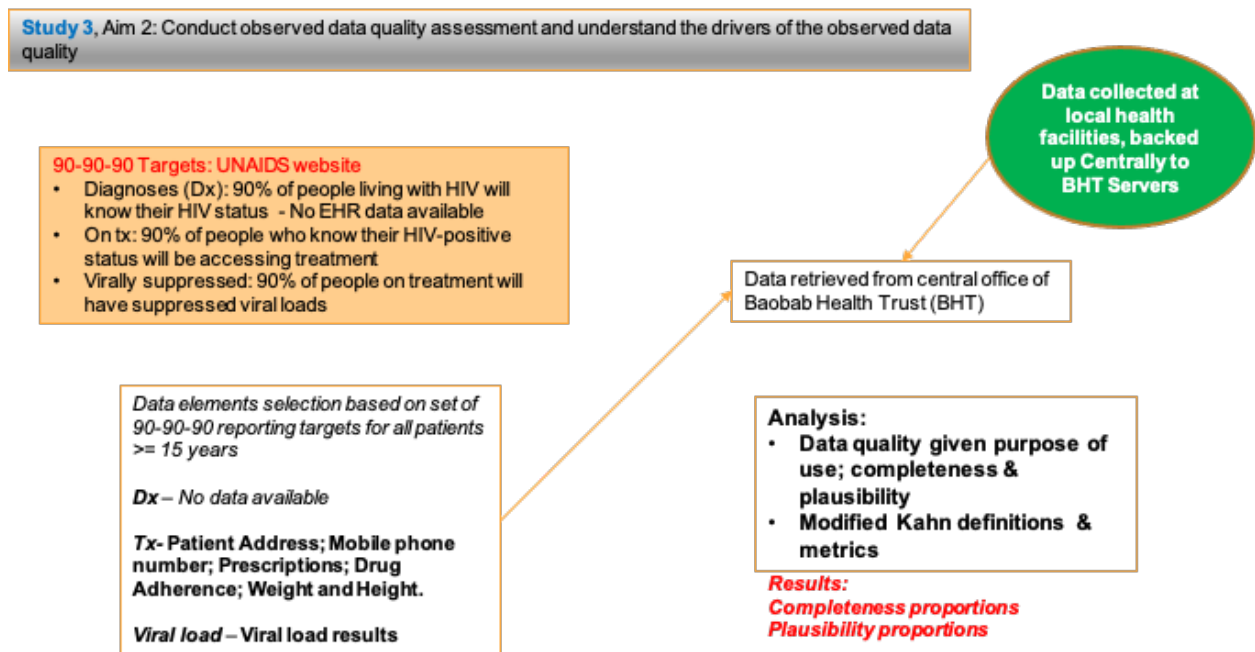 Study 3, Aim 2: Conduct observed data quality assessment and understand the drivers of the observed data
quality
Data collected at
local health
facilities, backed
up Centrally to
BHT Servers
90-90-90 Targets: UNAIDS website
• Diagnoses (Dx): 90% of people living with HIV will
know their HIV status - No EHR data available
• On tx: 90% of people who know their HIV-positive
status will be accessing treatment
• Virally suppressed: 90% of people on treatment will
have suppressed viral loads
Data retrieved from central office of
Baobab Health Trust (BHT)
Data elements selection based on set of
90-90-90 reporting targets for all patients
>= 15 years
Dx – No data available
Tx- Patient Address; Mobile phone
number; Prescriptions; Drug
Adherence; Weight and Height.
Viral load – Viral load results
Analysis:
• Data quality given purpose of
use; completeness &
plausibility
• Modified Kahn definitions &
metrics
Results:
Completeness proportions
Plausibility proportions